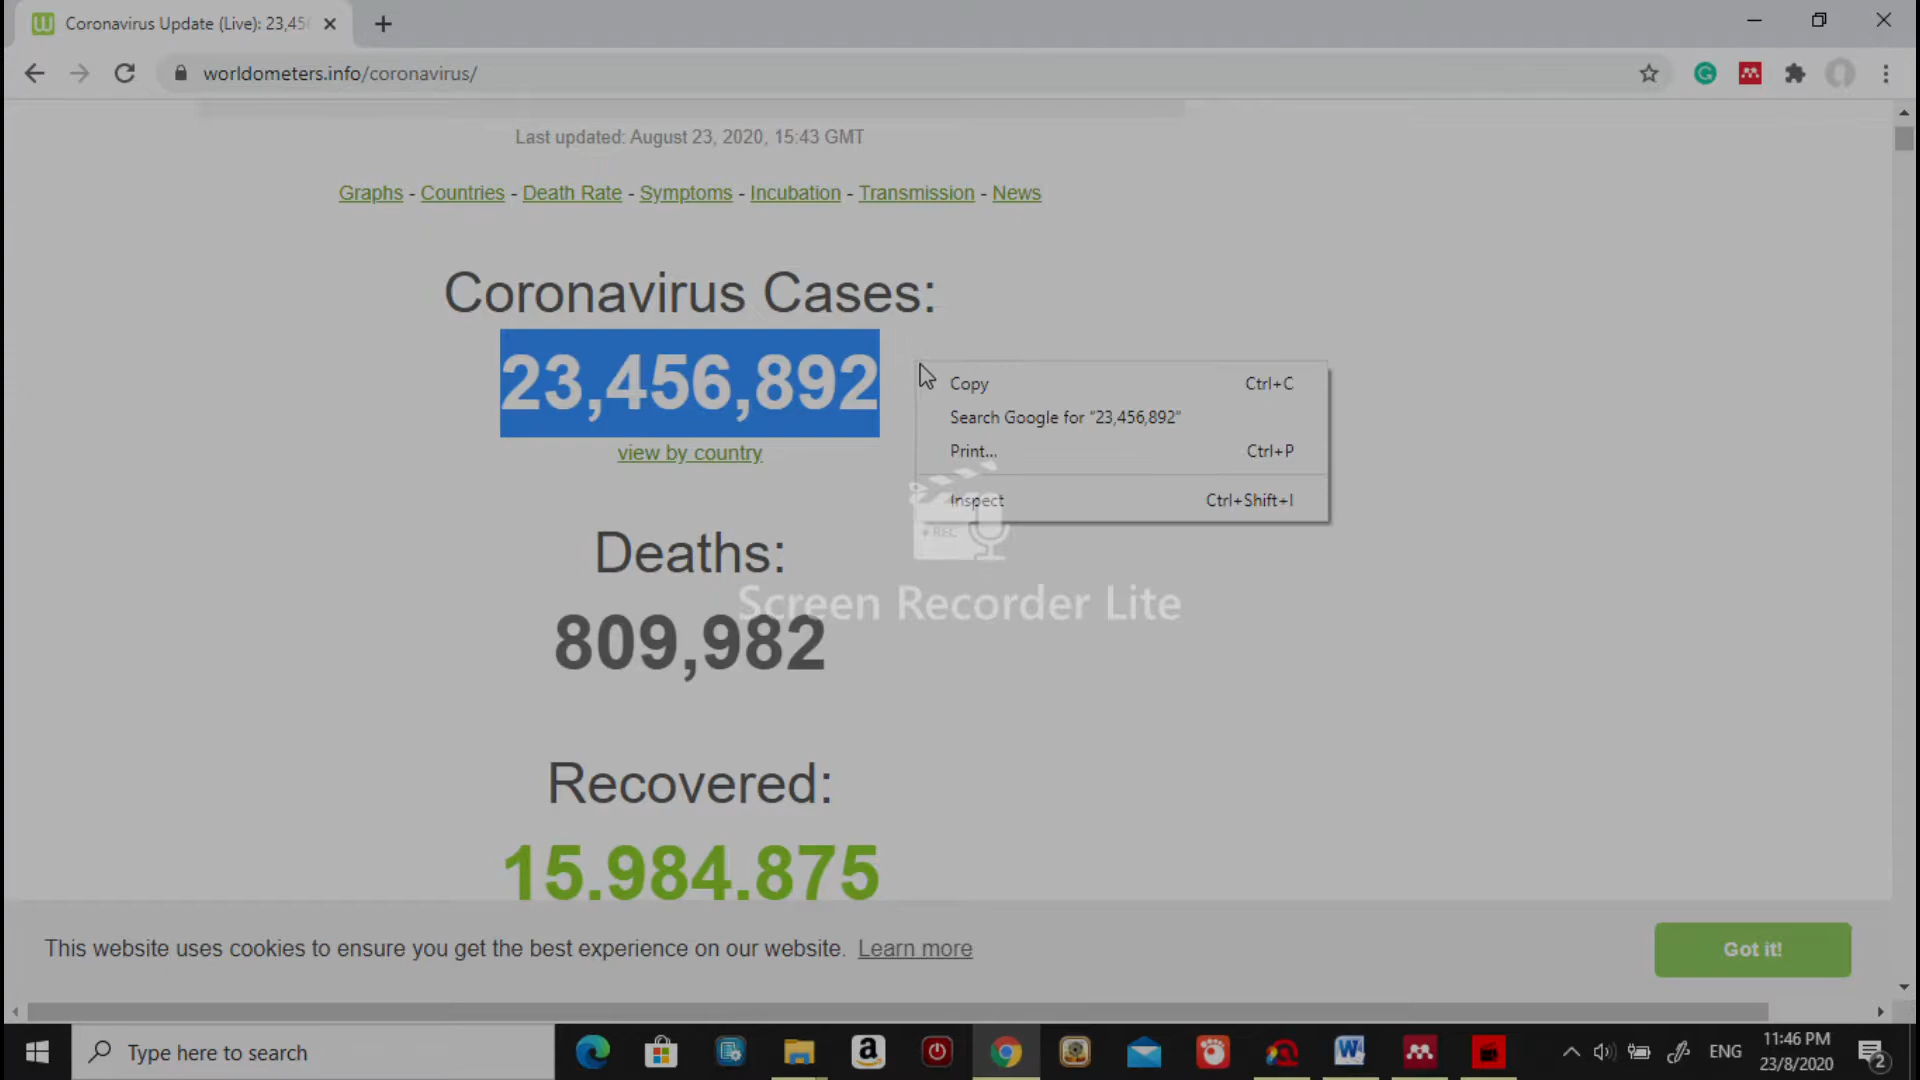 Coronavirus Update (Live): 23,45
worldometers.info/coronavirus/
Last updated: August 23, 2020, 15:43 GMT
Graphs - Countries - Death Rate - Symptoms - Incubation - Transmission - News
Coronavirus Cases:
23,456,892
view by country
Copy Ctrl+C
Search Google for “23,456,892”
Print... Ctrl+P
Inspect Ctrl+Shift+I
REC
Screen Recorder Lite
Deaths:
809,982
Recovered:
15.984.875
This website uses cookies to ensure you get the best experience on our website. Learn more
Got it!
Type here to search
ENG
11:46 PM
23/8/2020
2